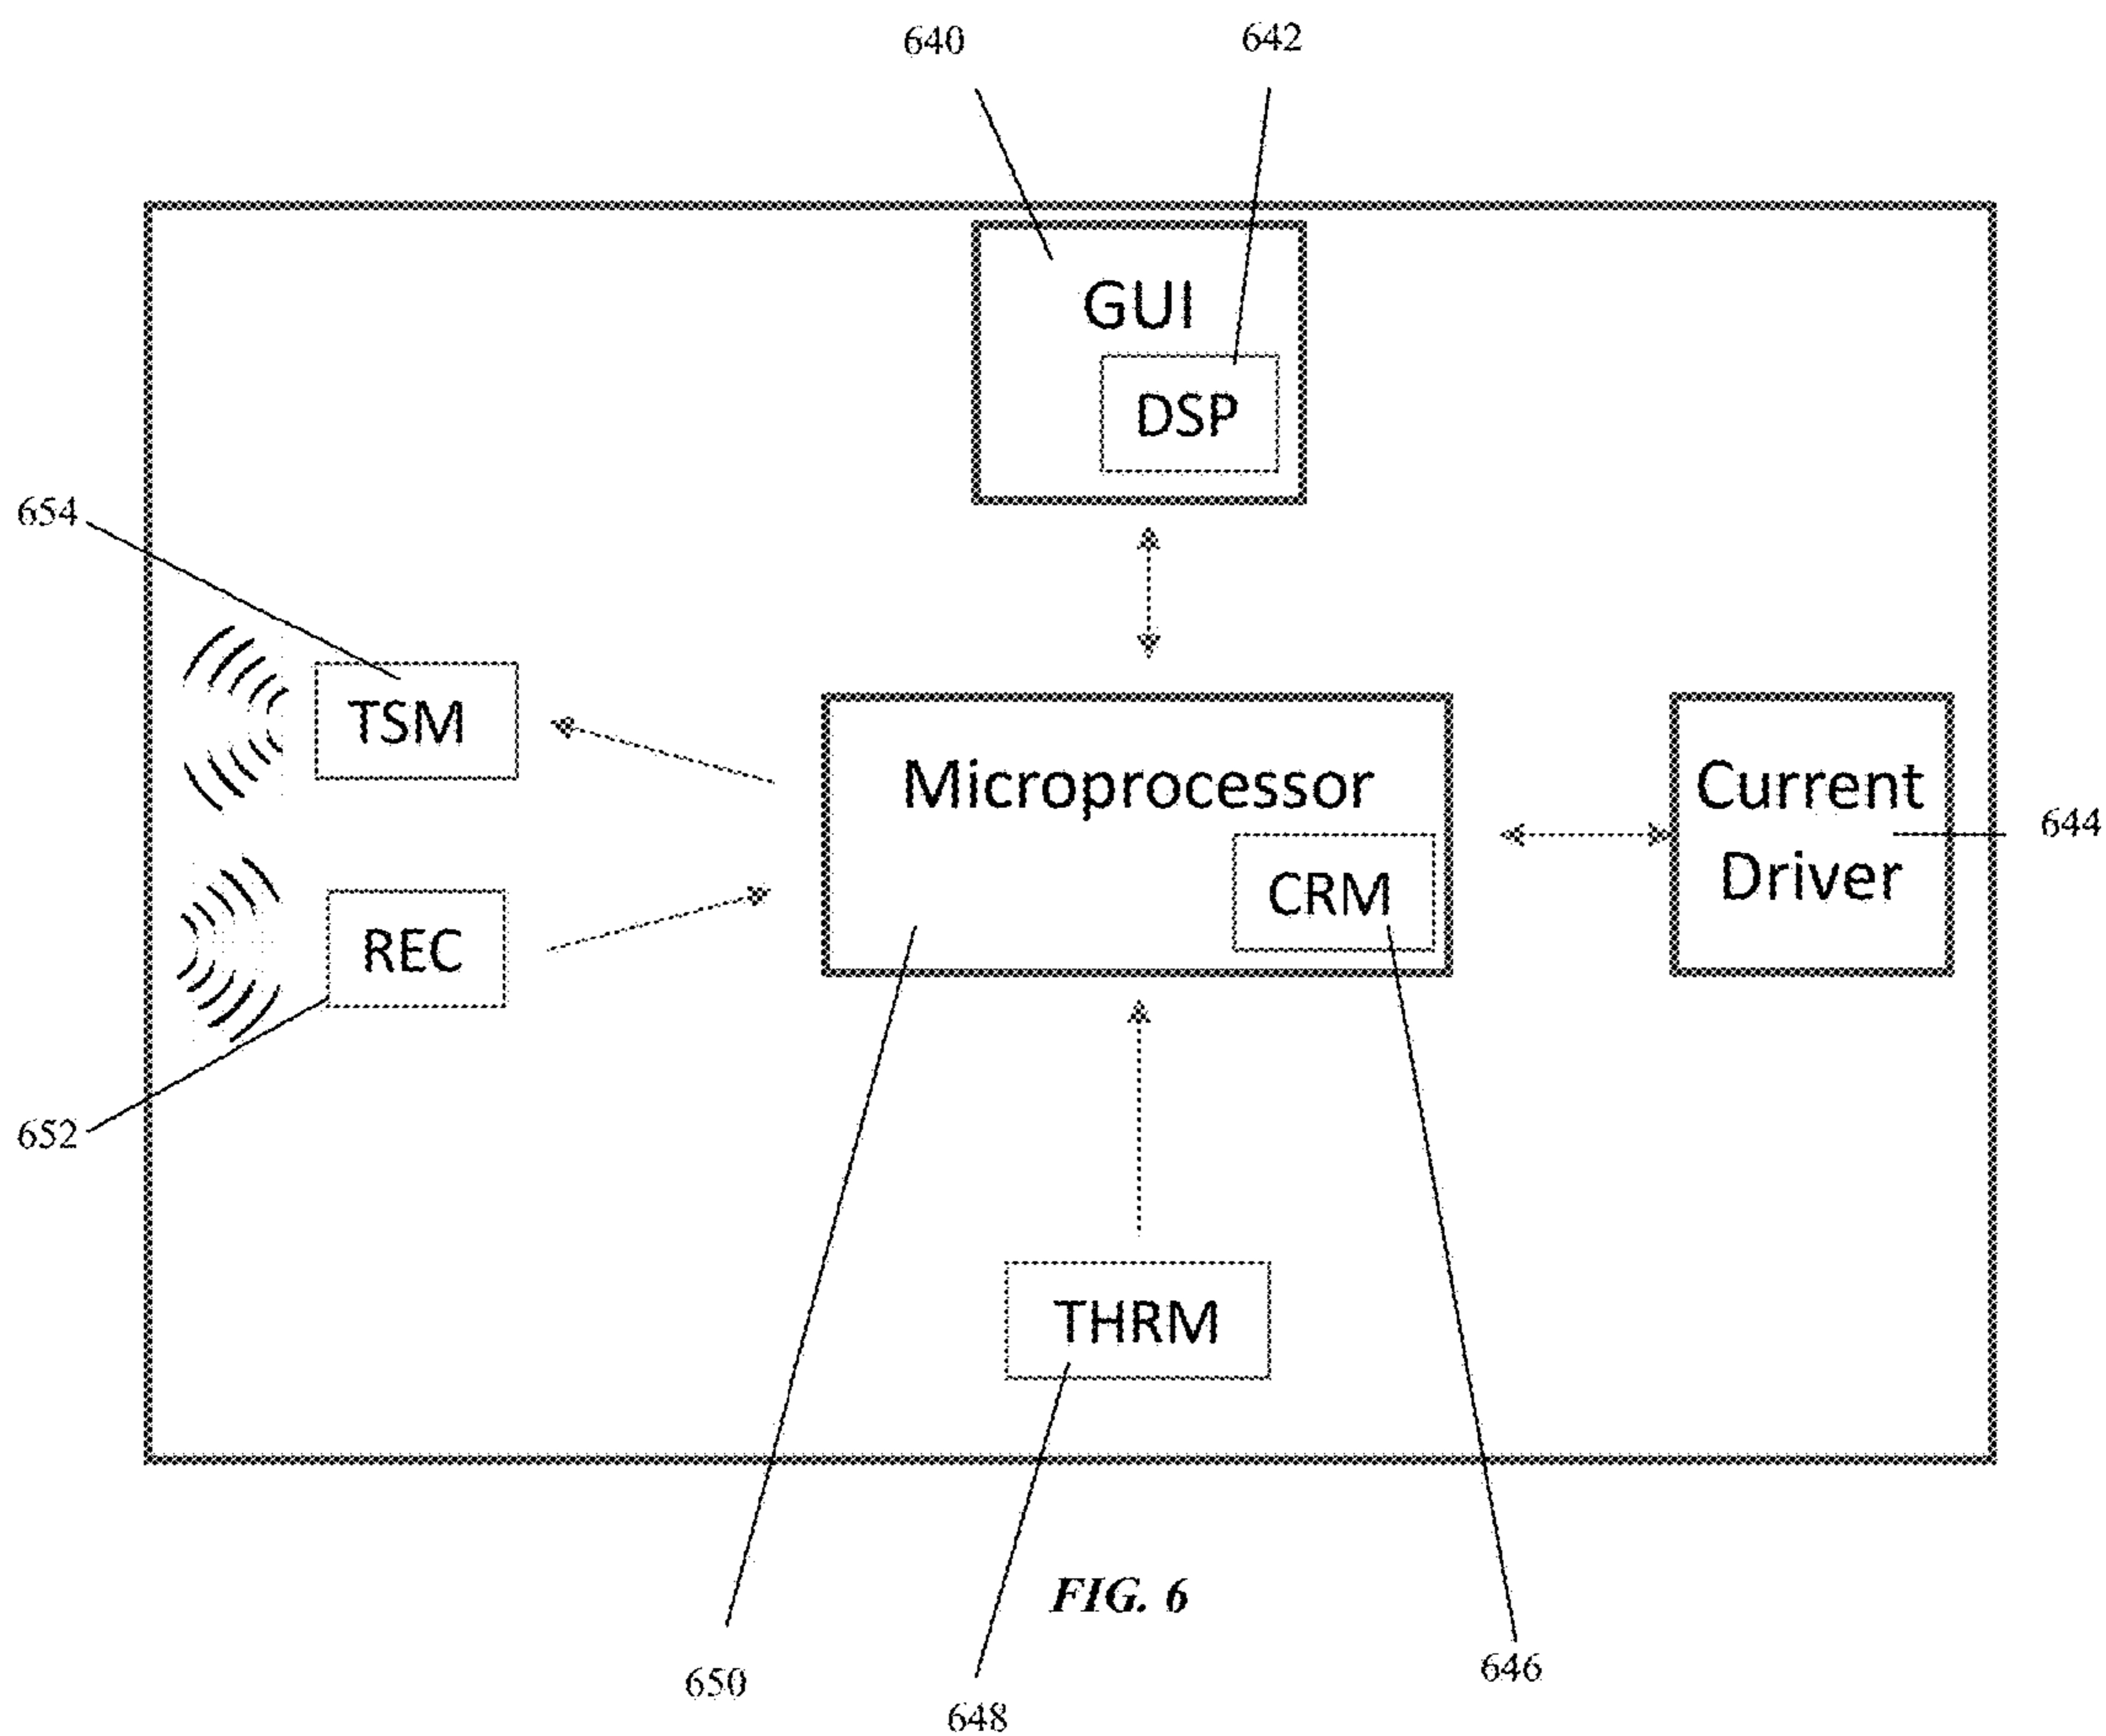 640
642
GUI
DSP
654
TSM
Microprocessor
Current
Driver
644
CRM
REC
652
THRM
FIG. 6
650
646
648